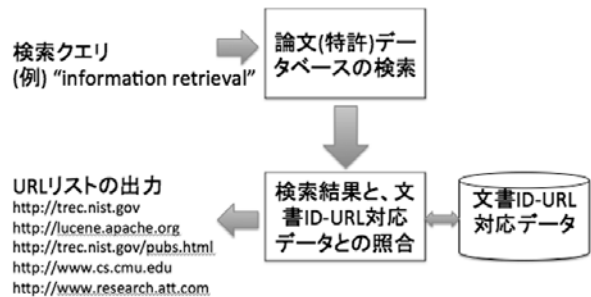 検索クエリ
(例) “information retrieval”
論文(特許)デー
タベースの検索
URLリストの出力
http://trec.nist.gov
http://lucene.apache.org
http://trec.nist.gov/pubs.html
http://www.cs.cmu.edu
http://www.research.att.com
検索結果と、文
書ID-URL対応
データとの照合
文書ID-URL
対応データ